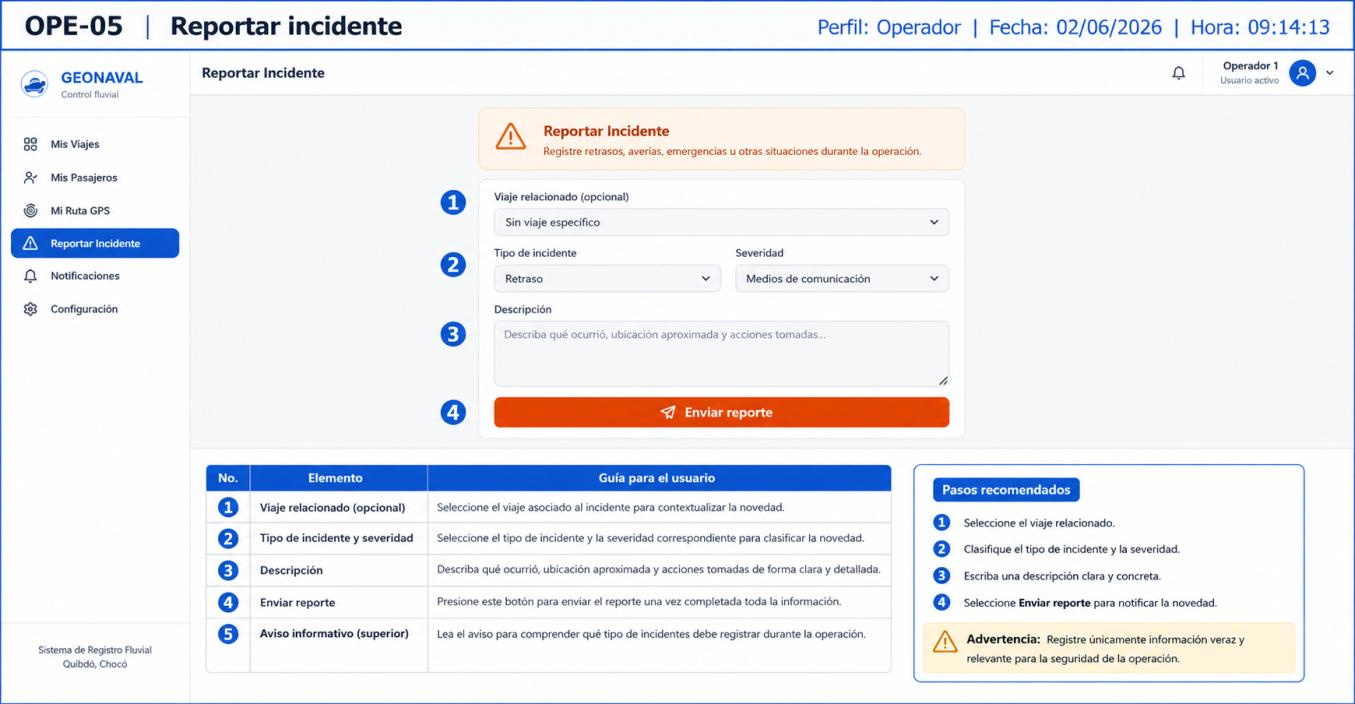 OPE-05 | Reportar incidente
Perfil: Operador | Fecha: 02/06/2026 | Hora: 09:14:13
GEONAVAL
Control fluvial
Mis Viajes
Mis Pasajeros
Mi Ruta GPS
Reportar Incidente
Notificaciones
Configuración
Sistema de Registro Fluvial
Quibdó, Chocó
Reportar Incidente
Operador 1
Usuario activo
Reportar Incidente
Registre retrasos, averías, emergencias u otras situaciones durante la operación.
1
Viaje relacionado (opcional)
Sin viaje específico
2
Tipo de incidente
Severidad
Retraso
Medios de comunicación
3
Descripción
Describa qué ocurrió, ubicación aproximada y acciones tomadas...
4
Enviar reporte
No. Elemento Guía para el usuario
1 Viaje relacionado (opcional) Seleccione el viaje asociado al incidente para contextualizar la novedad.
2 Tipo de incidente y severidad Seleccione el tipo de incidente y la severidad correspondiente para clasificar la novedad.
3 Descripción Describa qué ocurrió, ubicación aproximada y acciones tomadas de forma clara y detallada.
4 Enviar reporte Presione este botón para enviar el reporte una vez completada toda la información.
5 Aviso informativo (superior) Lea el aviso para comprender qué tipo de incidentes debe registrar durante la operación.
Pasos recomendados
1 Seleccione el viaje relacionado.
2 Clasifique el tipo de incidente y la severidad.
3 Escriba una descripción clara y concreta.
4 Seleccione Enviar reporte para notificar la novedad.
Advertencia: Registre únicamente información veraz y
relevante para la seguridad de la operación.